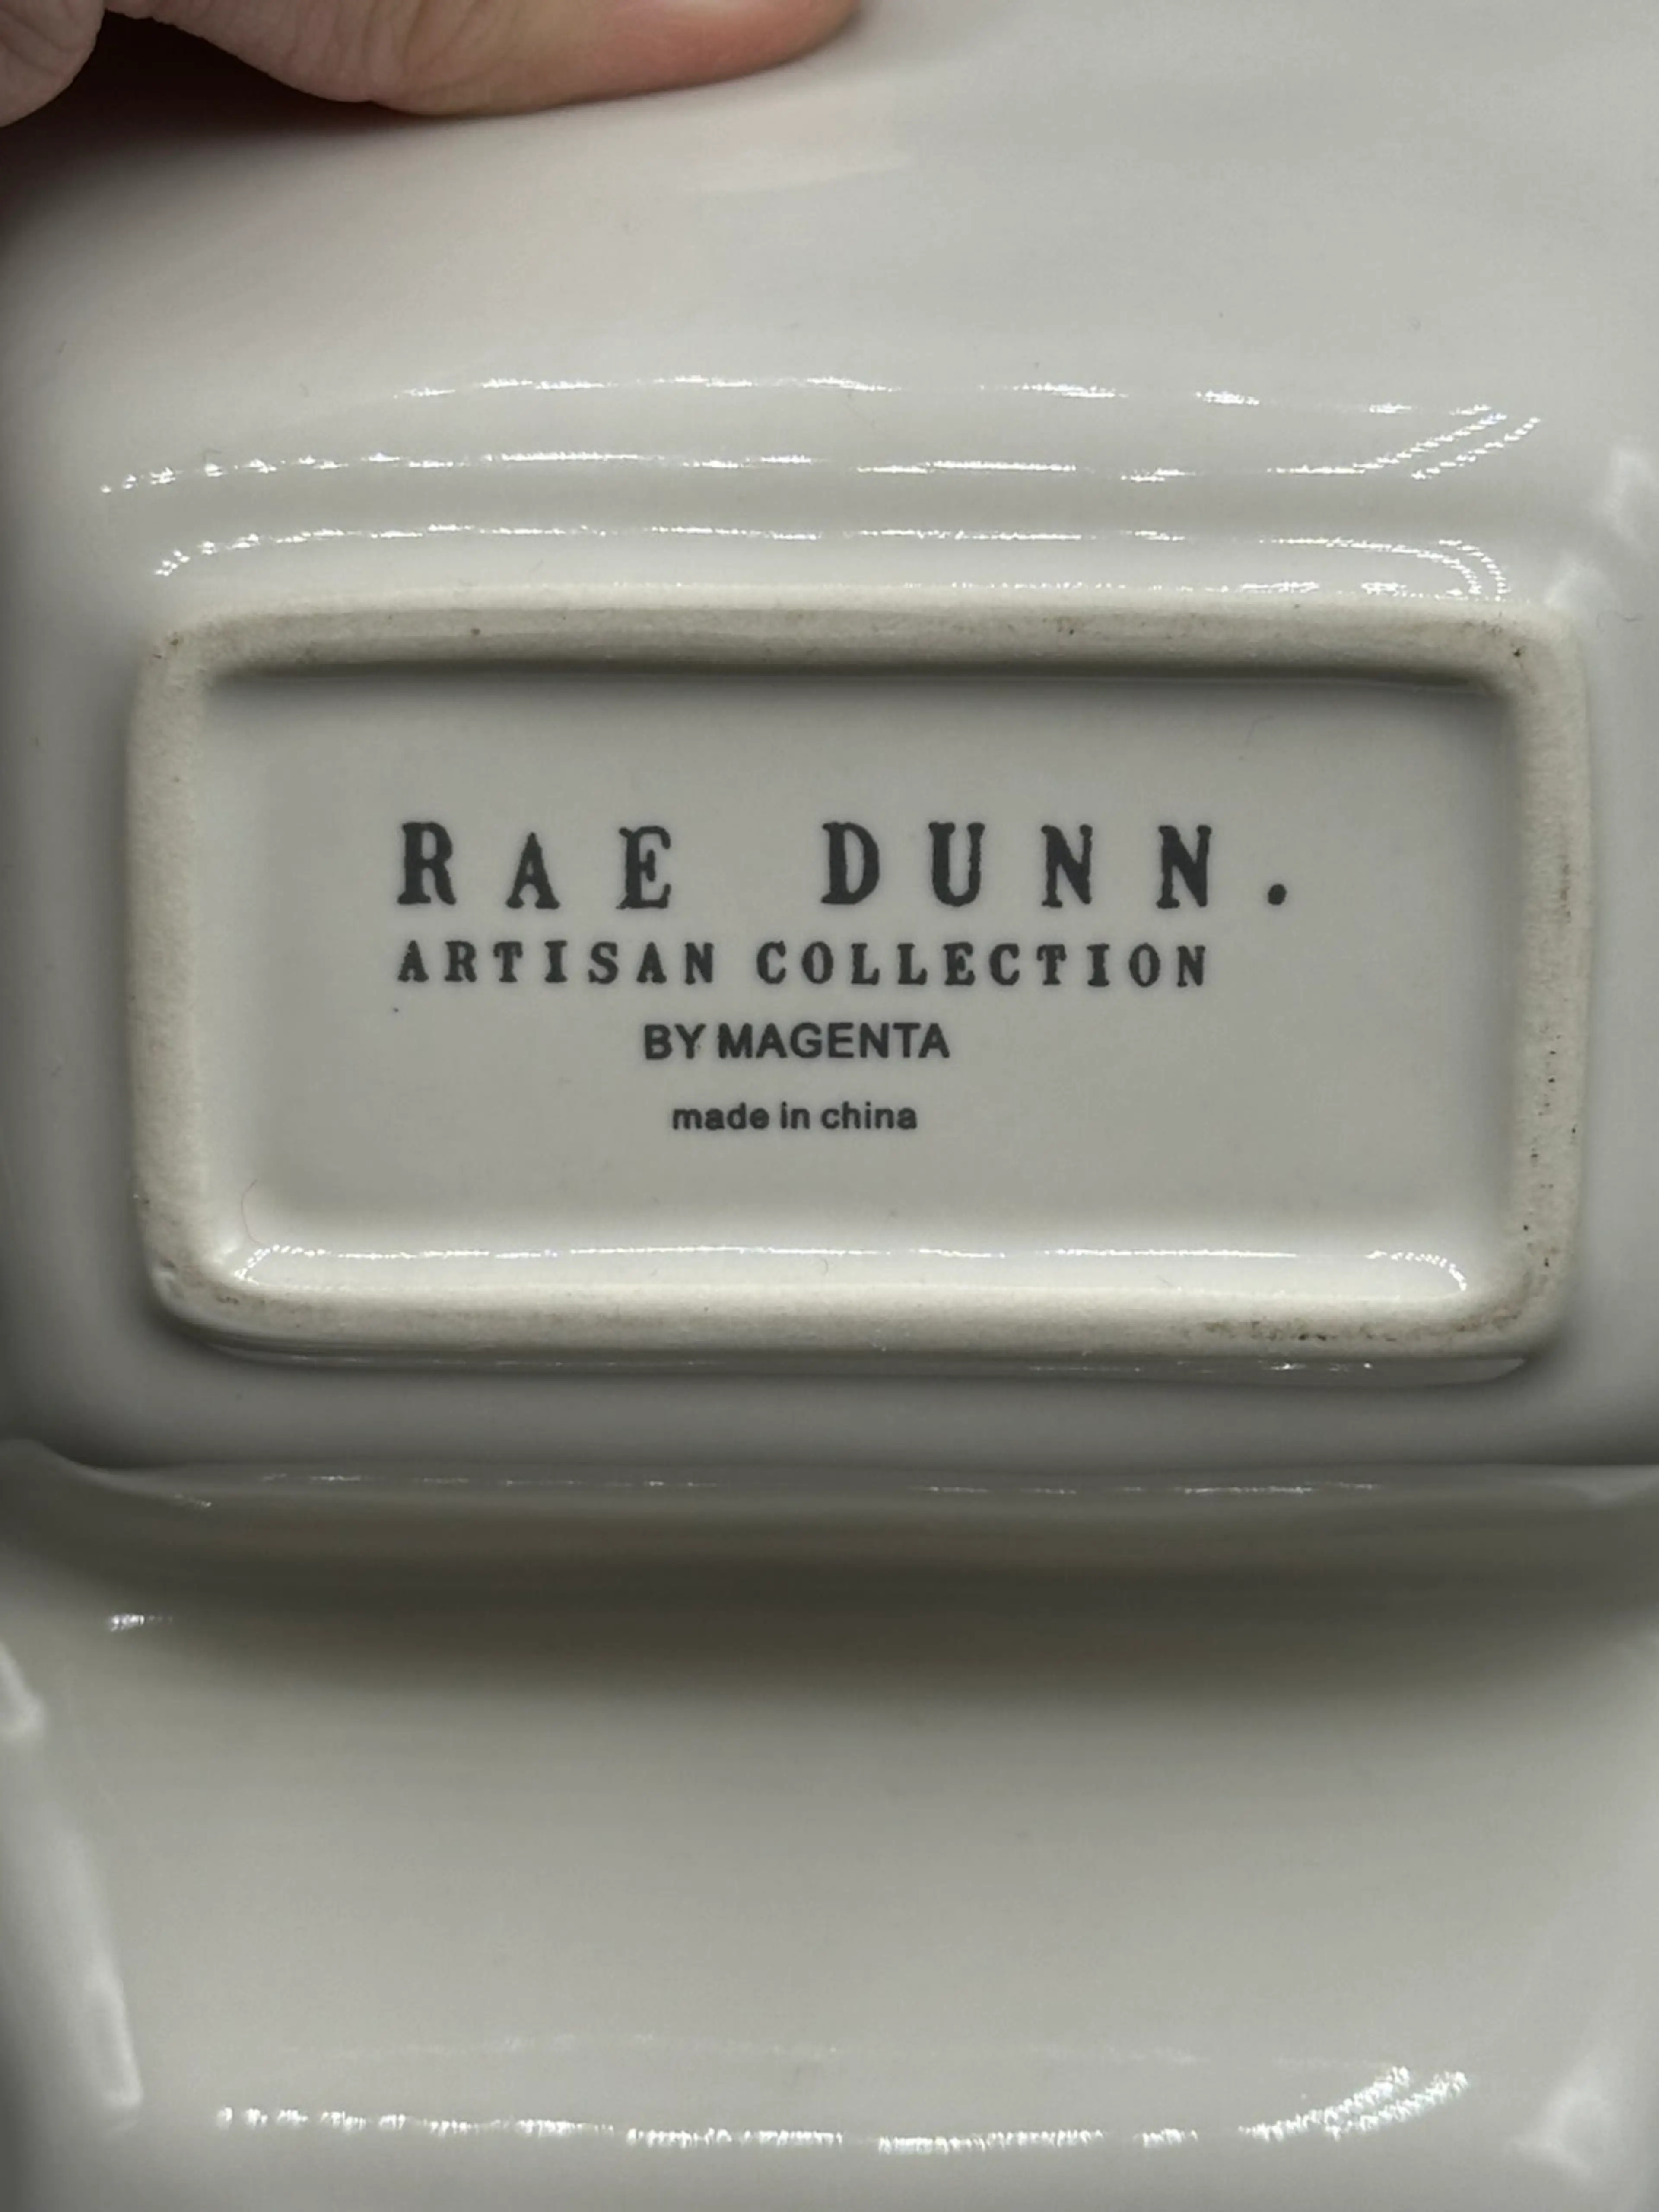 RAE DUNN.
ARTISAN COLLECTION
BY MAGENTA
made in china